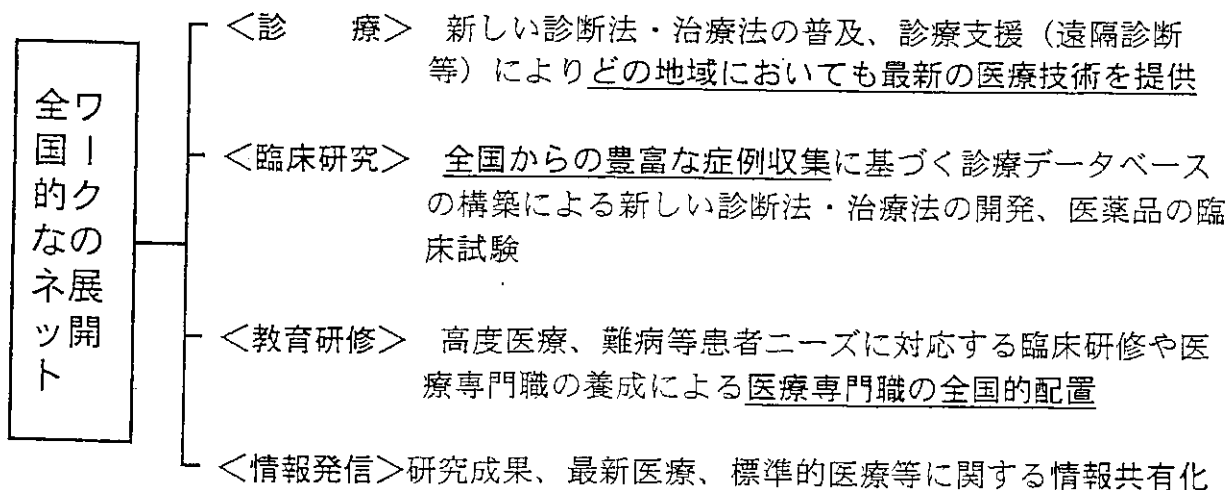 全国的なネット
ワークの展開
＜診　　療＞　新しい診断法・治療法の普及、診療支援（遠隔診断
等）によりどの地域においても最新の医療技術を提供
＜臨床研究＞　全国からの豊富な症例収集に基づく診療データベース
の構築による新しい診断法・治療法の開発、医薬品の臨
床試験
＜教育研修＞　高度医療、難病等患者ニーズに対応する臨床研修や医
療専門職の養成による医療専門職の全国的配置
＜情報発信＞研究成果、最新医療、標準的医療等に関する情報共有化